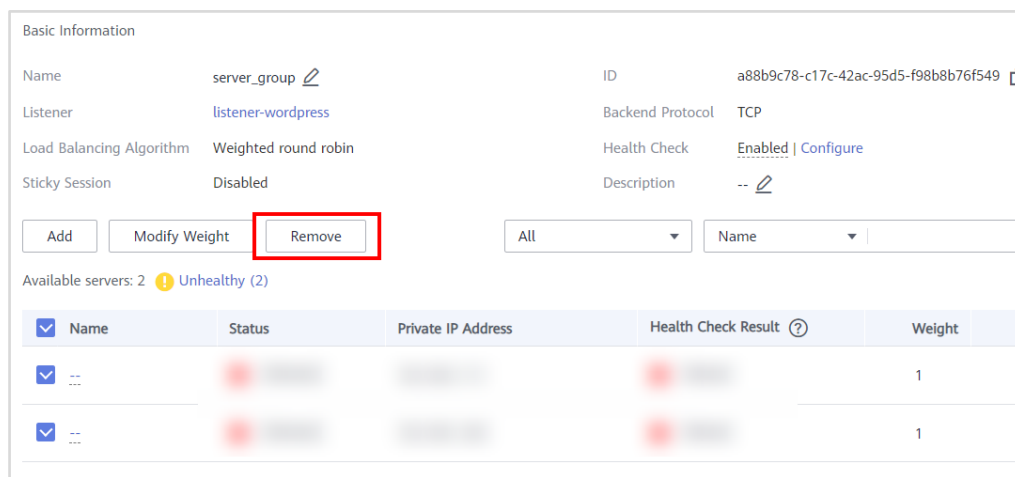 Basic Information
Name server_group ID a88b9c78-c17c-42ac-95d5-f98b8b76f549
Listener listener-wordpress Backend Protocol TCP
Load Balancing Algorithm Weighted round robin Health Check Enabled | Configure
Sticky Session Disabled Description --
Add Modify Weight Remove All Name
Available servers: 2 Unhealthy (2)
Name Status Private IP Address Health Check Result ? Weight
-- 1
-- 1